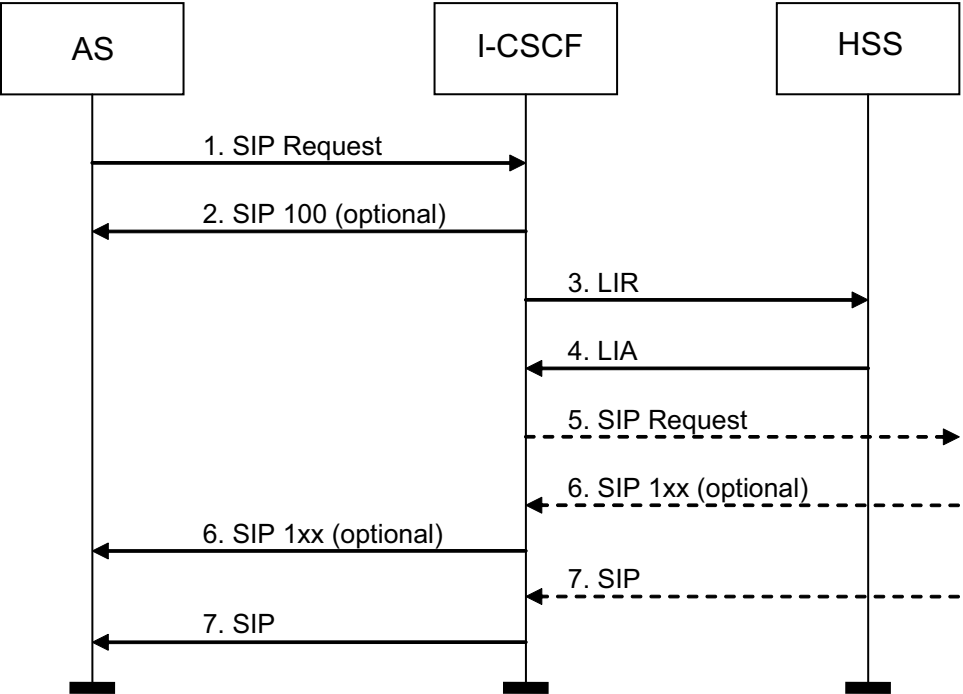 AS
I-CSCF
HSS
1. SIP Request
2. SIP 100 (optional)
3. LIR
4. LIA
5. SIP Request
6. SIP 1xx (optional)
6. SIP 1xx (optional)
7. SIP
7. SIP